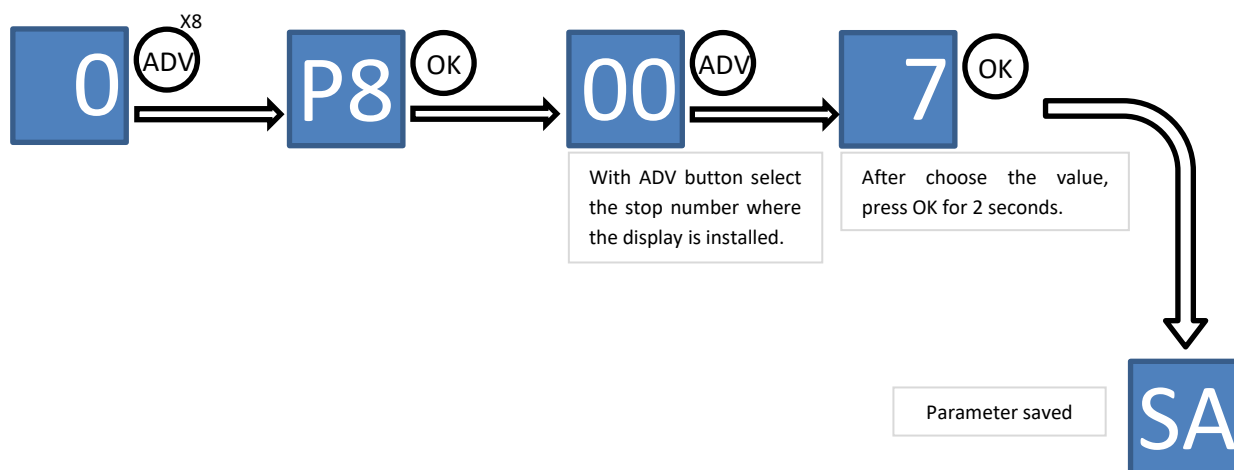 X8
0
ADV
P8
OK
00
ADV
7
OK
With ADV button select
the stop number where
the display is installed.
After choose the value,
press OK for 2 seconds.
Parameter saved
SA